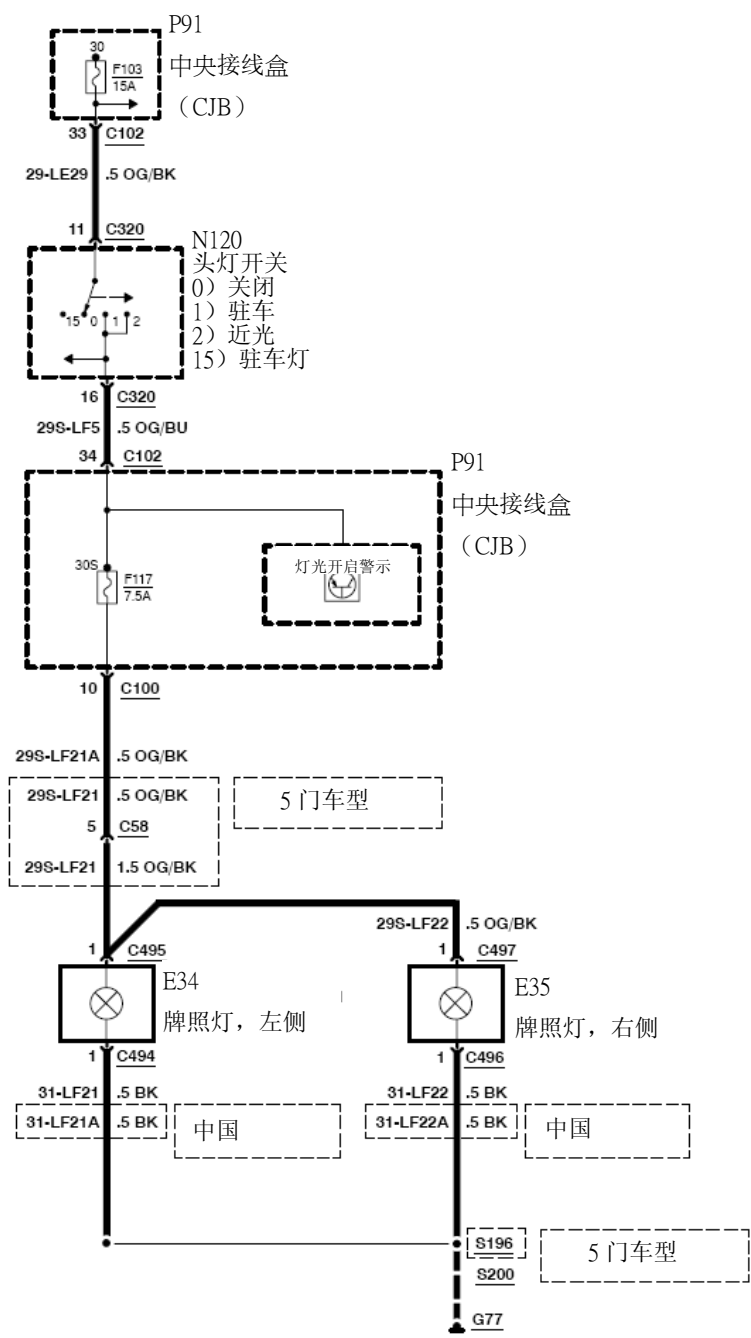 P91
中央接线盒
（CJB）
30
F103
15A
33 C102
29-LE29 .5 OG/BK
11 C320
N120
头灯开关
0）关闭
1）驻车
2）近光
15）驻车灯
15 0 1 2
16 C320
29S-LF5 .5 OG/BU
34 C102
P91
中央接线盒
（CJB）
灯光开启警示
30S
F117
7.5A
10 C100
29S-LF21A .5 OG/BK
29S-LF21 .5 OG/BK
5 门车型
5 C58
29S-LF21 1.5 OG/BK
29S-LF22 .5 OG/BK
1 C495
1 C497
E34
牌照灯，左侧
E35
牌照灯，右侧
1 C494
1 C496
31-LF21 .5 BK
31-LF22 .5 BK
31-LF21A .5 BK
中国
31-LF22A .5 BK
中国
S196
5 门车型
S200
G77